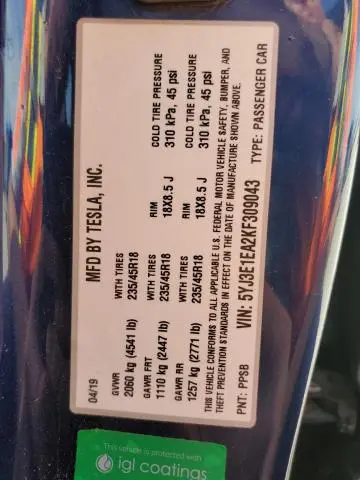 MFD BY TESLA, INC.
04/19
GVWR
2060 kg (4541 lb)
WITH TIRES
235/45R18
RIM
18X8.5 J
COLD TIRE PRESSURE
310 kPa, 45 psi
GAWR FRT
1110 kg (2447 lb)
WITH TIRES
235/45R18
RIM
18X8.5 J
COLD TIRE PRESSURE
310 kPa, 45 psi
GAWR RR
1257 kg (2771 lb)
THIS VEHICLE CONFORMS TO ALL APPLICABLE U.S. FEDERAL MOTOR VEHICLE SAFETY, BUMPER, AND
THEFT PREVENTION STANDARDS IN EFFECT ON THE DATE OF MANUFACTURE SHOWN ABOVE.
PNT: PPSB
VIN: 5YJ3E1EA2KF309043
TYPE: PASSENGER CAR
This vehicle is protected with
igl coatings